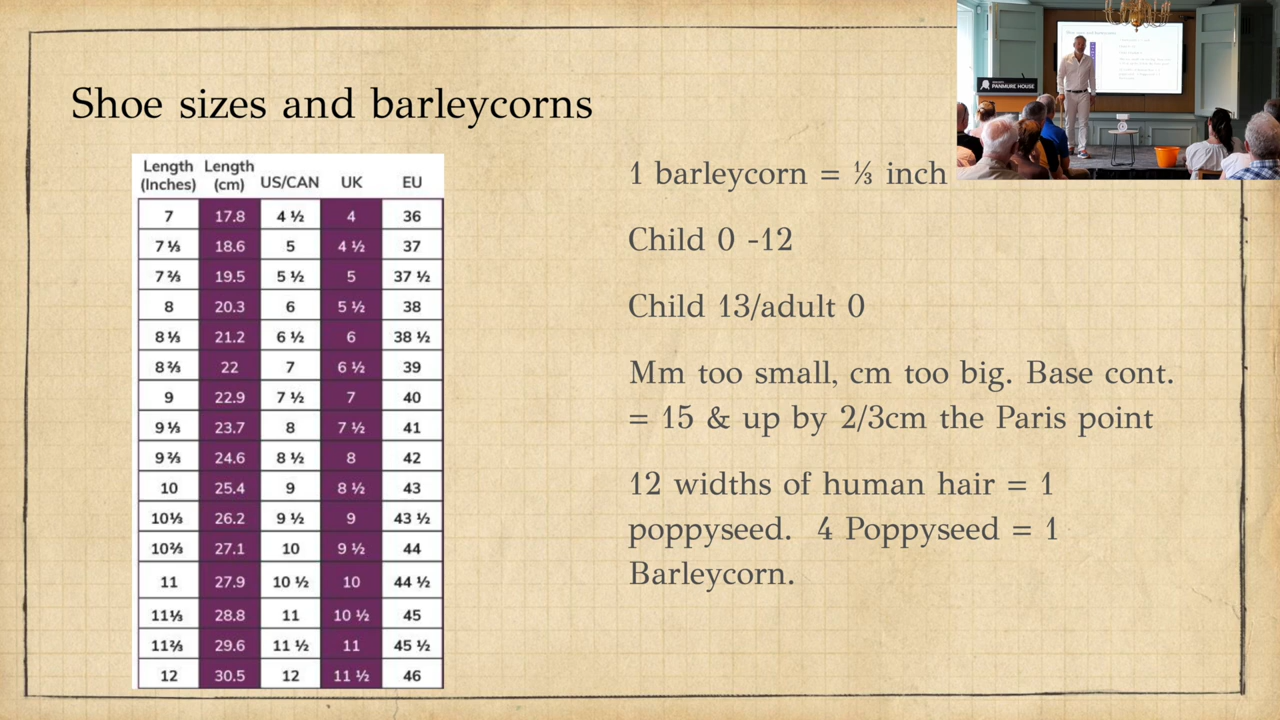 Shoe sizes and barleycorns
Length (Inches) Length (cm) US/CAN UK EU
7 17.8 4 ½ 4 36
7 ⅓ 18.6 5 4 ½ 37
7 ⅔ 19.5 5 ½ 5 37 ½
8 20.3 6 5 ½ 38
8 ⅓ 21.2 6 ½ 6 38 ½
8 ⅔ 22 7 6 ½ 39
9 22.9 7 ½ 7 40
9 ⅓ 23.7 8 7 ½ 41
9 ⅔ 24.6 8 ½ 8 42
10 25.4 9 8 ½ 43
10⅓ 26.2 9 ½ 9 43 ½
10⅔ 27.1 10 9 ½ 44
11 27.9 10 ½ 10 44 ½
11⅓ 28.8 11 10 ½ 45
11⅔ 29.6 11 ½ 11 45 ½
12 30.5 12 11 ½ 46
1 barleycorn = ⅓ inch
Child 0 -12
Child 13/adult 0
Mm too small, cm too big. Base cont.
= 15 & up by 2/3cm the Paris point
12 widths of human hair = 1
poppyseed. 4 Poppyseed = 1
Barleycorn.
PANMURE HOUSE